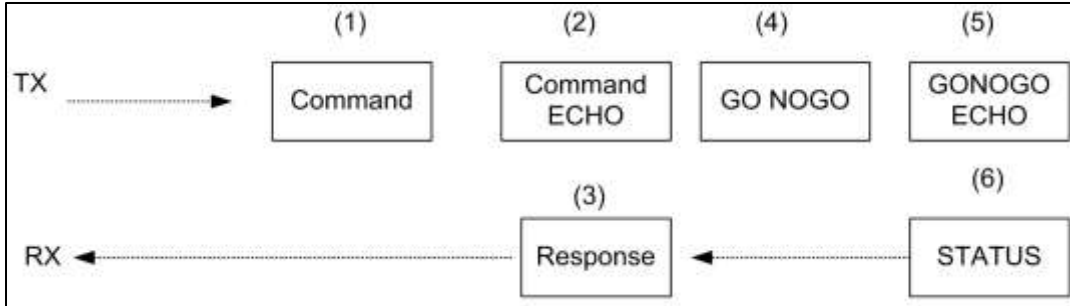 (1) (2) (4) (5)
TX
Command
Command
ECHO
GO NOGO
GONOGO
ECHO
(3) (6)
RX
Response
STATUS